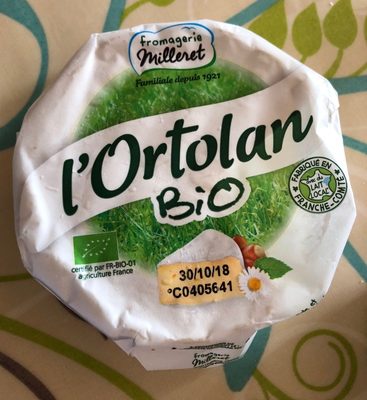 fromagerie
Milleret
Familiale depuis 1921
l'Ortolan
BiO
FABRIQUÉ EN
FRANCHE-COMTÉ
LAIT
LOCAL
certifié par FR-BIO-01
agriculture France
30/10/18
°C0405641
fromagerie
Milleret